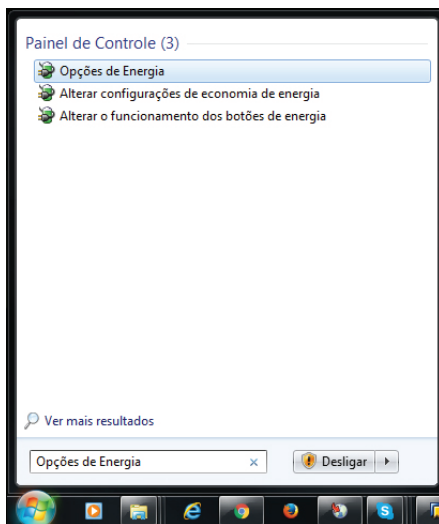 Painel de Controle (3)
Opções de Energia
Alterar configurações de economia de energia
Alterar o funcionamento dos botões de energia
Ver mais resultados
Opções de Energia
Desligar